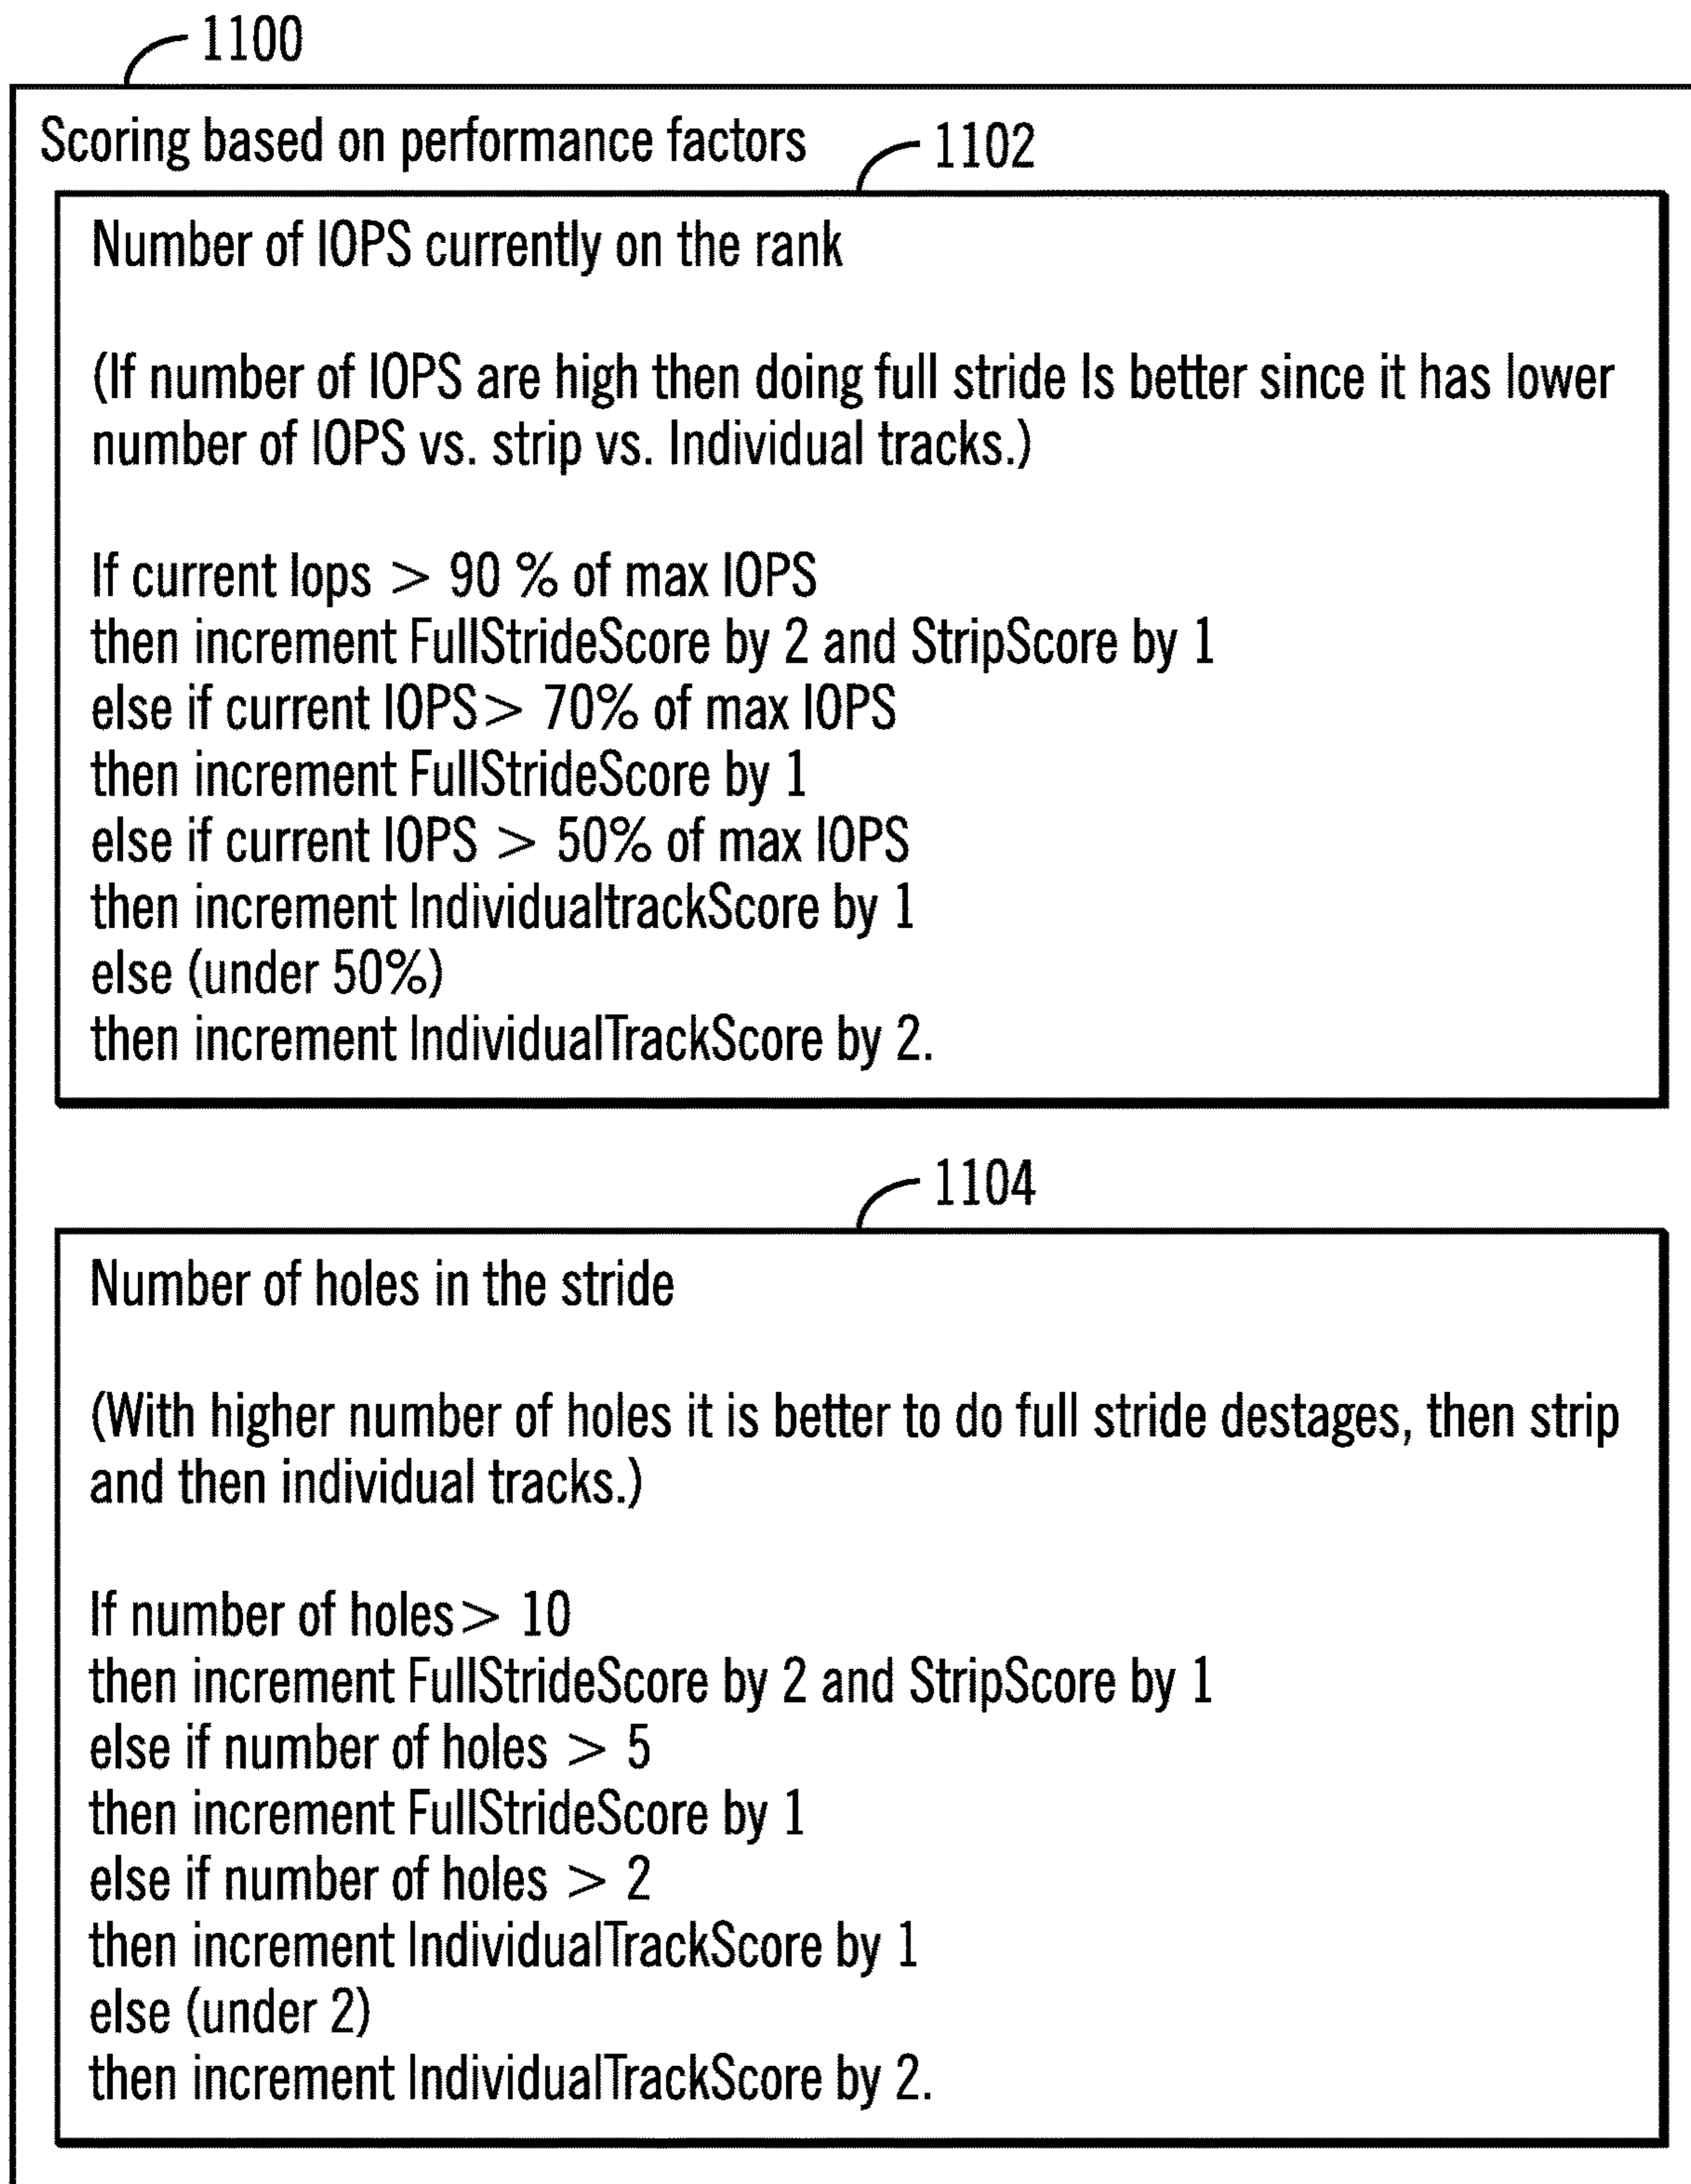 1100
Scoring based on performance factors
1102
Number of IOPS currently on the rank
(If number of IOPS are high then doing full stride Is better since it has lower
number of IOPS vs. strip vs. Individual tracks.)
If current Iops > 90 % of max IOPS
then increment FullStrideScore by 2 and StripScore by 1
else if current IOPS> 70% of max IOPS
then increment FullStrideScore by 1
else if current IOPS > 50% of max IOPS
then increment IndividualtrackScore by 1
else (under 50%)
then increment IndividualTrackScore by 2.
1104
Number of holes in the stride
(With higher number of holes it is better to do full stride destages, then strip
and then individual tracks.)
If number of holes> 10
then increment FullStrideScore by 2 and StripScore by 1
else if number of holes > 5
then increment FullStrideScore by 1
else if number of holes > 2
then increment IndividualTrackScore by 1
else (under 2)
then increment IndividualTrackScore by 2.